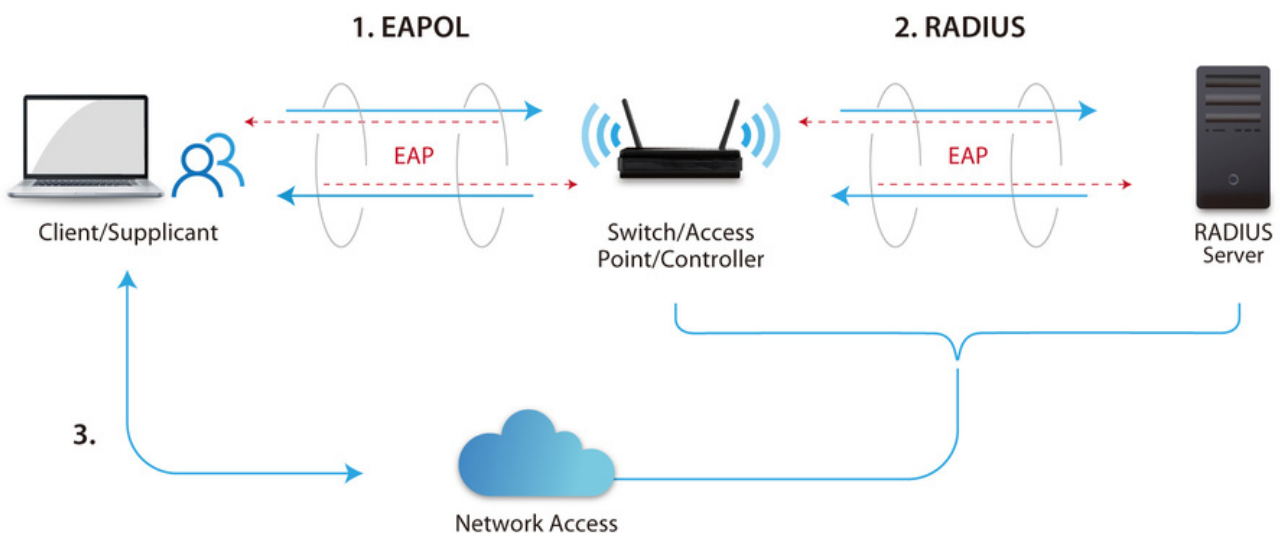 1. EAPOL
2. RADIUS
EAP
EAP
Client/Supplicant
Switch/Access
Point/Controller
RADIUS
Server
3.
Network Access